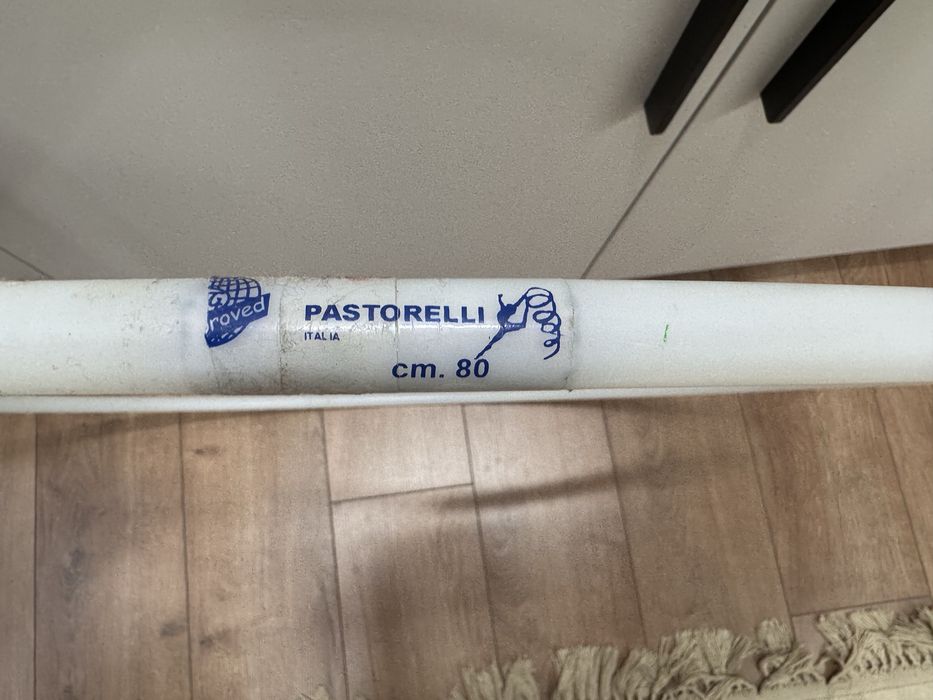 roved
PASTORELLI
ITALIA
cm. 80